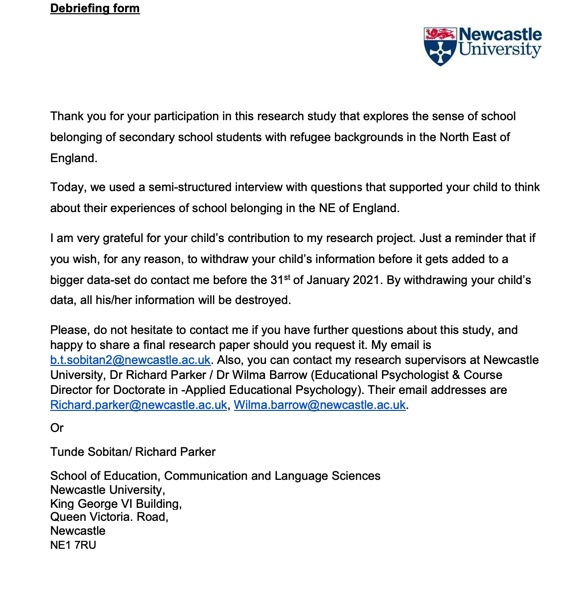 Debriefing form
Newcastle
University
Thank you for your participation in this research study that explores the sense of school
belonging of secondary school students with refugee backgrounds in the North East of
England.
Today, we used a semi-structured interview with questions that supported your child to think
about their experiences of school belonging in the NE of England.
I am very grateful for your child's contribution to my research project. Just a reminder that if
you wish, for any reason, to withdraw your child's information before it gets added to a
bigger data-set do contact me before the 31st of January 2021. By withdrawing your child's
data, all his/her information will be destroyed.
Please, do not hesitate to contact me if you have further questions about this study, and
happy to share a final research paper should you request it. My email is
b.t.sobitan2@newcastle.ac.uk. Also, you can contact my research supervisors at Newcastle
University, Dr Richard Parker / Dr Wilma Barrow (Educational Psychologist & Course
Director for Doctorate in -Applied Educational Psychology). Their email addresses are
Richard.parker@newcastle.ac.uk, Wilma.barrow@newcastle.ac.uk.
Or
Tunde Sobitan/ Richard Parker
School of Education, Communication and Language Sciences
Newcastle University,
King George VI Building,
Queen Victoria. Road,
Newcastle
NE1 7RU